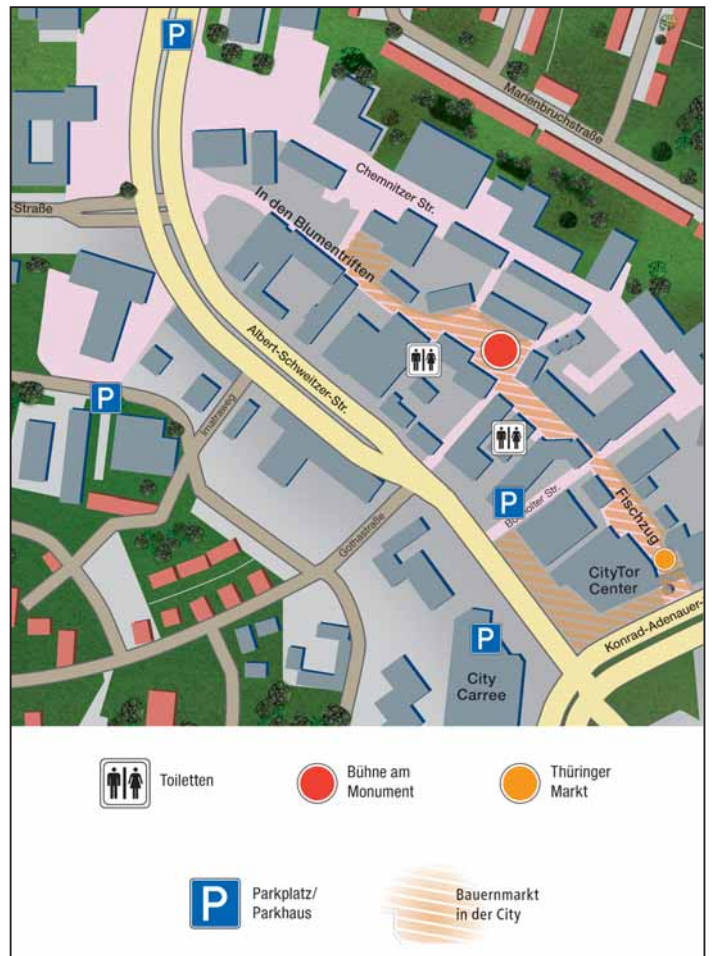 P
Marienbruchstraße
Chemnitzer Str.
In den Blumentriften
Straße
Albert-Schweitzer-Str.
P
Imatraweg
P
Fischzug
Gothastraße
CityTor
Center
Konrad-Adenauer-
P
City
Carree
Toiletten
Bühne am
Monument
Thüringer
Markt
P
Parkplatz/
Parkhaus
Bauernmarkt
in der City